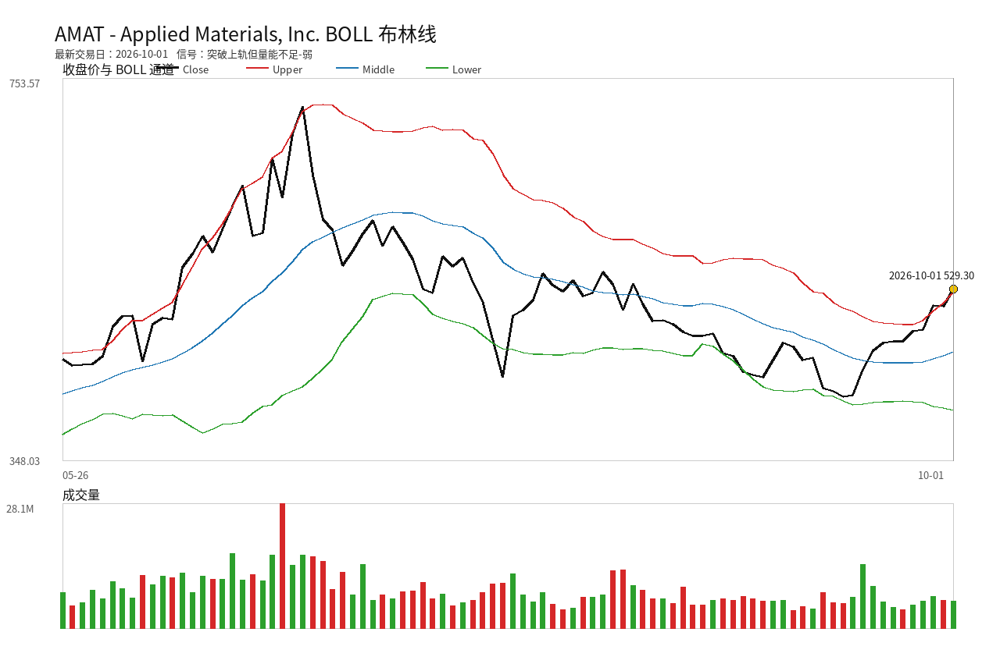 AMAT - Applied Materials, Inc. BOLL 布林线
最新交易日：2026-10-01 信号：突破上轨但量能不足-弱
收盘价与 BOLL 通道 Close Upper Middle Lower
753.57
2026-10-01 529.30
348.03
05-26 10-01
成交量
28.1M